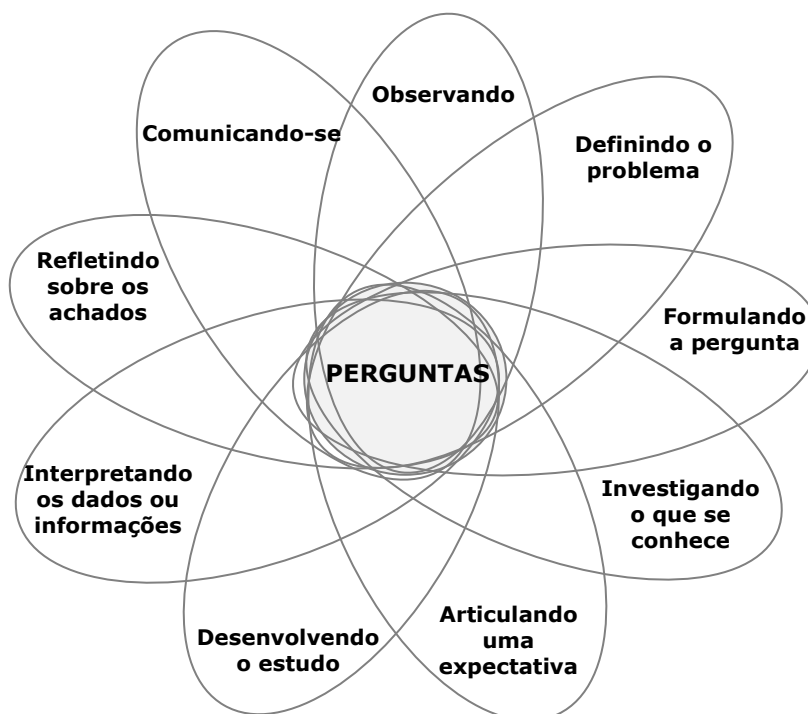 Observando
Definindo o
problema
Formulando
a pergunta
Investigando
o que se
conhece
Articulando
uma
expectativa
Desenvolvendo
o estudo
Interpretando
os dados ou
informações
Refletindo
sobre os
achados
Comunicando-se
PERGUNTAS